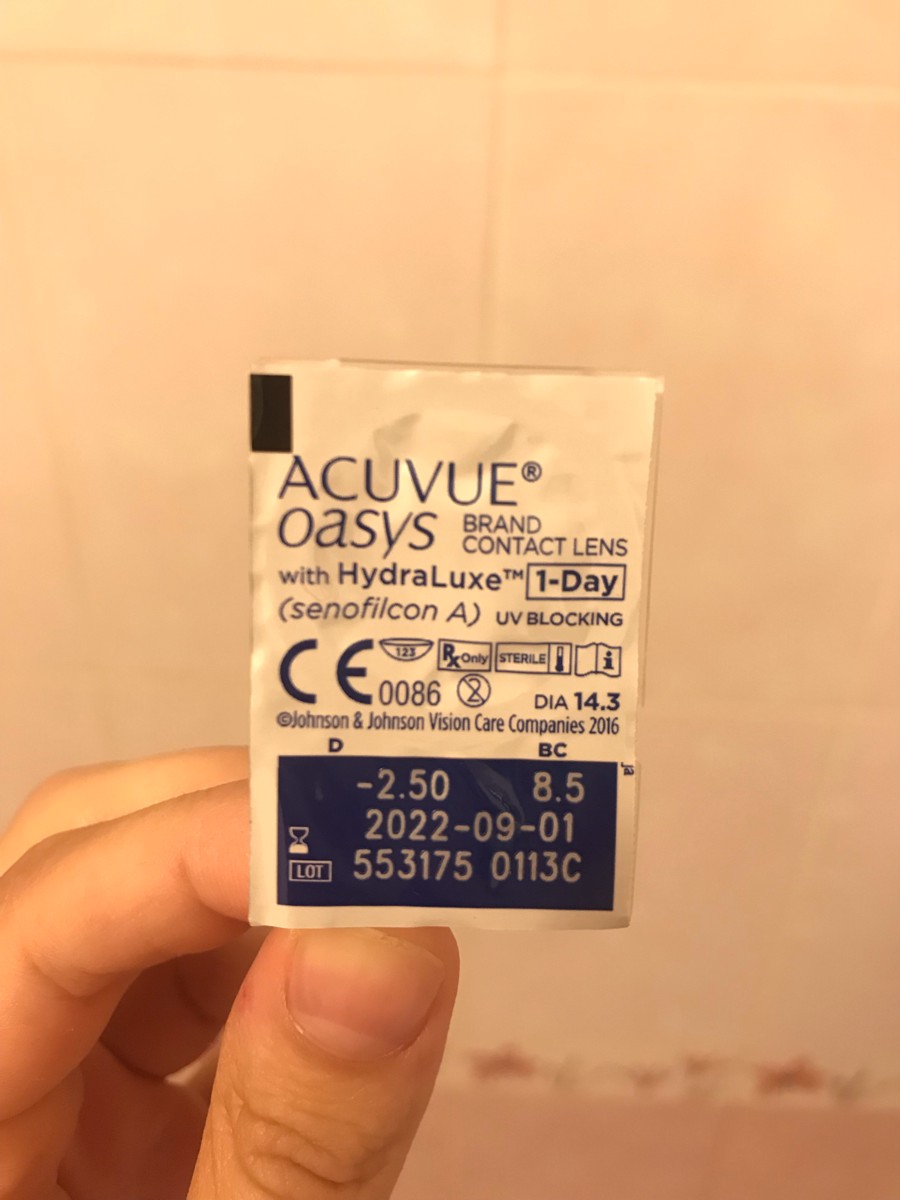 ACUVUE®
oasys BRAND
CONTACT LENS
with HydraLuxe™ 1-Day
(senofilcon A) UV BLOCKING
CE 0086 123 Rx Only STERILE i
2 DIA 14.3
©Johnson & Johnson Vision Care Companies 2016
D BC
-2.50 8.5
2022-09-01
LOT 553175 0113C